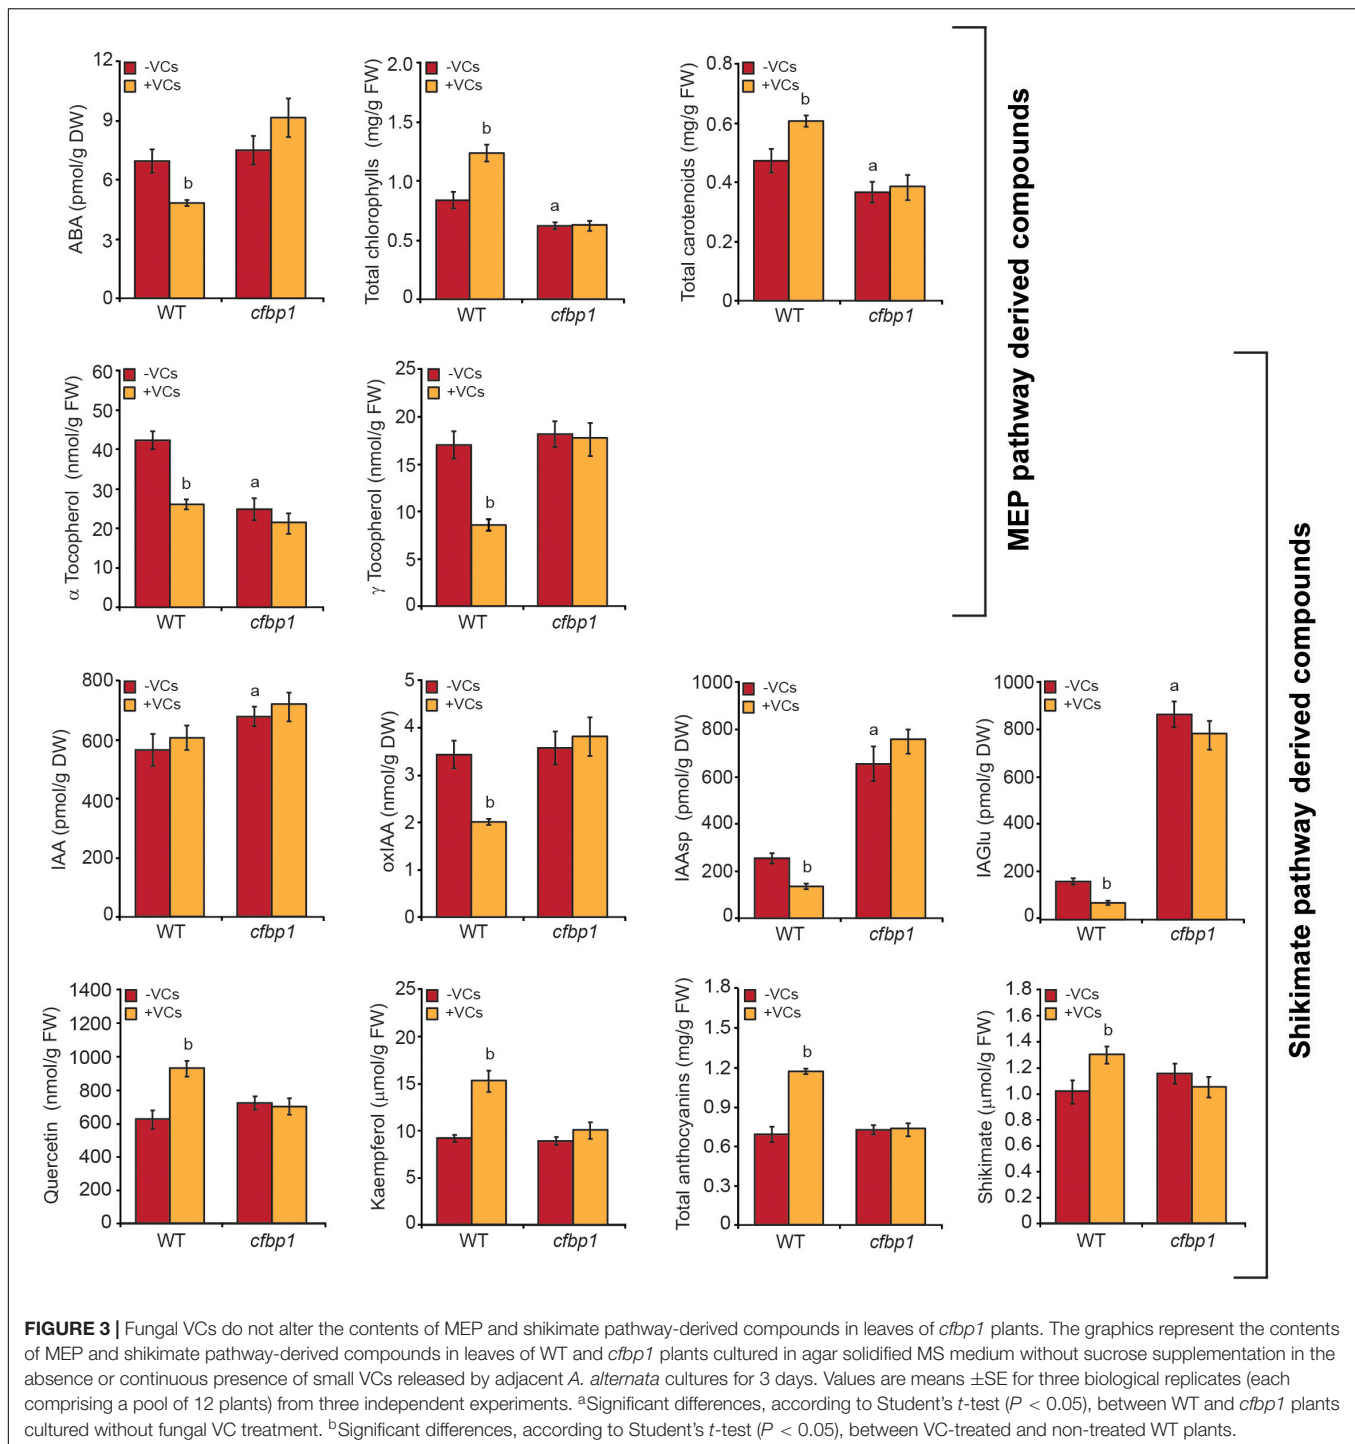 12
9
6
3
0
ABA (pmol/g DW)
-VCs
+VCs
b
WT
cfbp1
2.0
1.5
1.0
0.5
0
Total chlorophylls (mg/g FW)
-VCs
+VCs
b
a
WT
cfbp1
0.8
0.6
0.4
0.2
0
Total carotenoids (mg/g FW)
-VCs
+VCs
b
a
WT
cfbp1
MEP pathway derived compounds
60
50
40
30
20
10
0
α Tocopherol (nmol/g FW)
-VCs
+VCs
b
a
WT
cfbp1
25
20
15
10
5
0
γ Tocopherol (nmol/g FW)
-VCs
+VCs
b
WT
cfbp1
Shikimate pathway derived compounds
800
600
400
200
0
IAA (pmol/g DW)
-VCs
+VCs
a
WT
cfbp1
5
4
3
2
1
0
oxIAA (nmol/g DW)
-VCs
+VCs
b
WT
cfbp1
1000
800
600
400
200
0
IAAsp (pmol/g DW)
-VCs
+VCs
b
a
WT
cfbp1
1000
800
600
400
200
0
IAGlu (pmol/g DW)
-VCs
+VCs
b
a
WT
cfbp1
1400
1200
1000
800
600
400
200
0
Quercetin (nmol/g FW)
-VCs
+VCs
b
WT
cfbp1
25
20
15
10
5
0
Kaempferol (μmol/g FW)
-VCs
+VCs
b
WT
cfbp1
1.8
1.5
1.2
0.9
0.6
0.3
0
Total anthocyanins (mg/g FW)
-VCs
+VCs
b
WT
cfbp1
1.8
1.6
1.4
1.2
1.0
0.8
0.6
0.4
0.2
0
Shikimate (μmol/g FW)
-VCs
+VCs
b
WT
cfbp1
FIGURE 3 | Fungal VCs do not alter the contents of MEP and shikimate pathway-derived compounds in leaves of cfbp1 plants. The graphics represent the contents
of MEP and shikimate pathway-derived compounds in leaves of WT and cfbp1 plants cultured in agar solidified MS medium without sucrose supplementation in the
absence or continuous presence of small VCs released by adjacent A. alternata cultures for 3 days. Values are means ±SE for three biological replicates (each
comprising a pool of 12 plants) from three independent experiments. aSignificant differences, according to Student's t-test (P < 0.05), between WT and cfbp1 plants
cultured without fungal VC treatment. bSignificant differences, according to Student's t-test (P < 0.05), between VC-treated and non-treated WT plants.